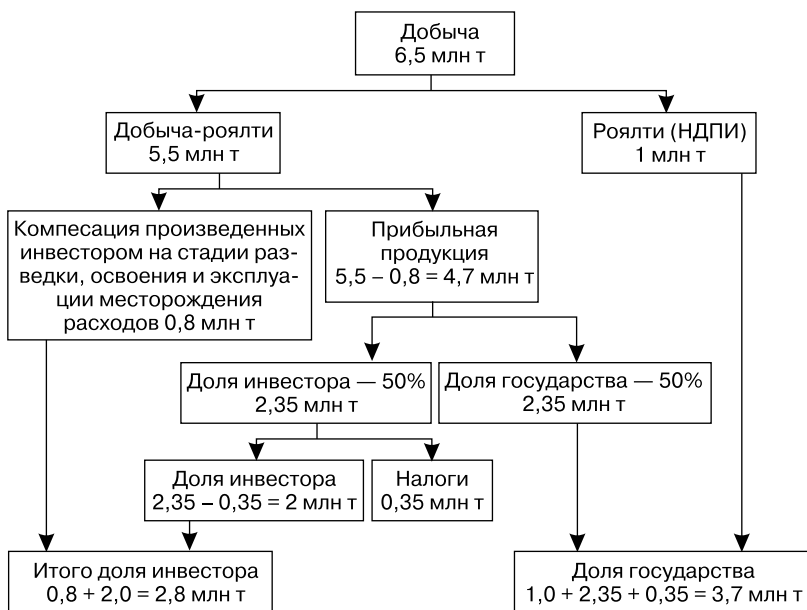 Добыча
6,5 млн т
Добыча-роялти
5,5 млн т
Роялти (НДПИ)
1 млн т
Компесация произведенных
инвестором на стадии раз-
ведки, освоения и эксплуа-
ции месторождения
расходов 0,8 млн т
Прибыльная
продукция
5,5 – 0,8 = 4,7 млн т
Доля инвестора — 50%
2,35 млн т
Доля государства — 50%
2,35 млн т
Доля инвестора
2,35 – 0,35 = 2 млн т
Налоги
0,35 млн т
Итого доля инвестора
0,8 + 2,0 = 2,8 млн т
Доля государства
1,0 + 2,35 + 0,35 = 3,7 млн т